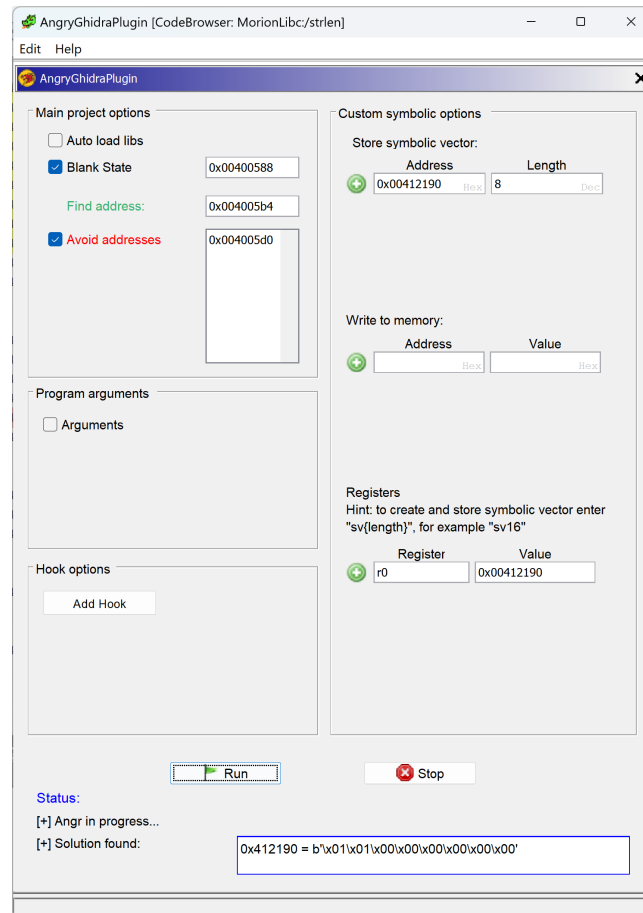 AngryGhidraPlugin [CodeBrowser: MorionLibc:/strlen]
Edit Help
AngryGhidraPlugin
Main project options
Auto load libs
Blank State 0x00400588
Find address: 0x004005b4
Avoid addresses 0x004005d0
Program arguments
Arguments
Hook options
Add Hook
Custom symbolic options
Store symbolic vector:
Address Length
0x00412190 Hex 8 Dec
Write to memory:
Address Value
Hex Hex
Registers
Hint: to create and store symbolic vector enter
"sv{length}", for example "sv16"
Register Value
r0 0x00412190
Run Stop
Status:
[+] Angr in progress...
[+] Solution found: 0x412190 = b'\x01\x01\x00\x00\x00\x00\x00\x00'